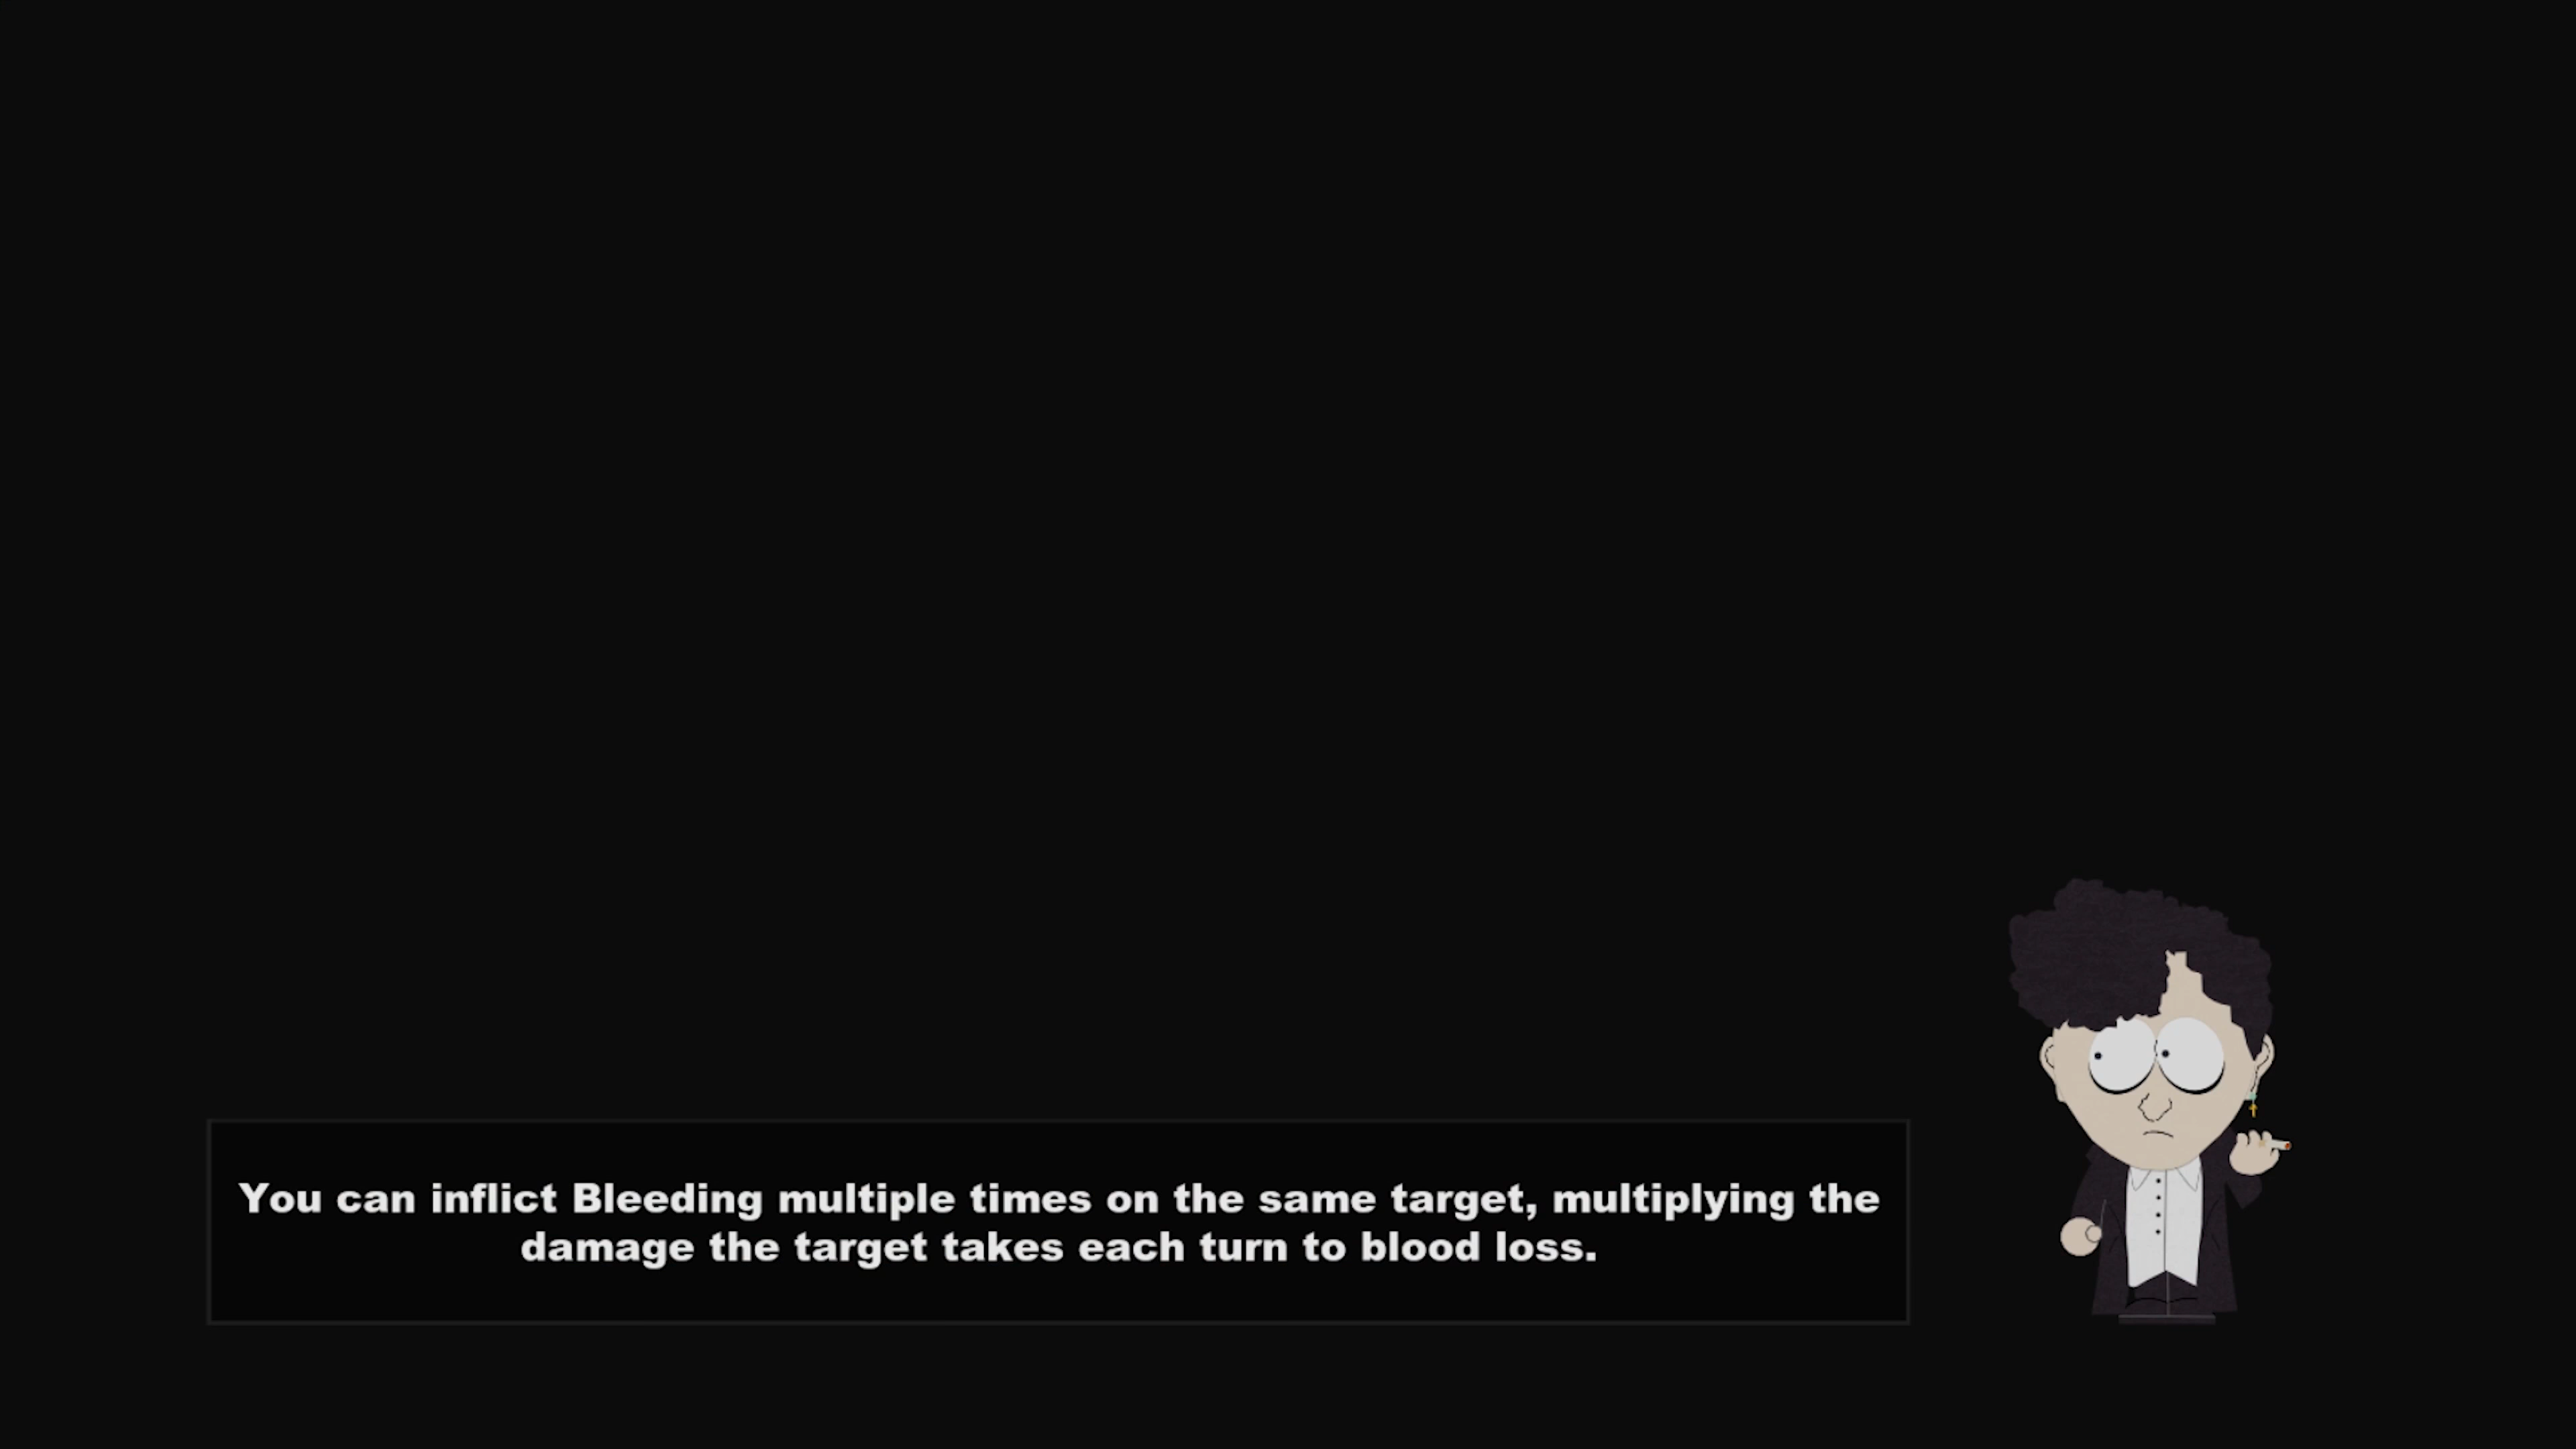 You can inflict Bleeding multiple times on the same target, multiplying the
damage the target takes each turn to blood loss.